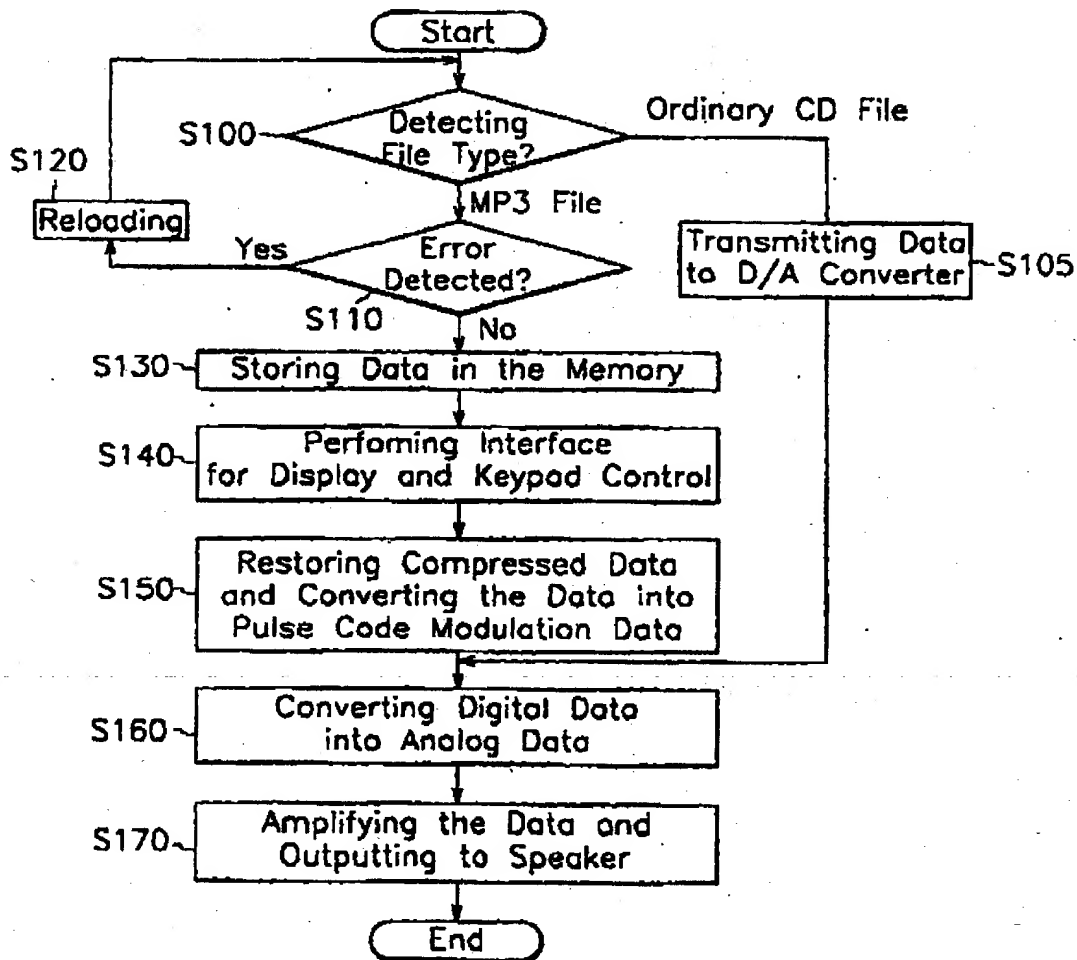 Start
Detecting
File Type?
S100
Ordinary CD File
S120
Reloading
MP3 File
Yes
Error
Detected?
S110
No
Transmitting Data
to D/A Converter
S105
S130
Storing Data in the Memory
S140
Perfoming Interface
for Display and Keypad Control
S150
Restoring Compressed Data
and Converting the Data into
Pulse Code Modulation Data
S160
Converting Digital Data
into Analog Data
S170
Amplifying the Data and
Outputting to Speaker
End